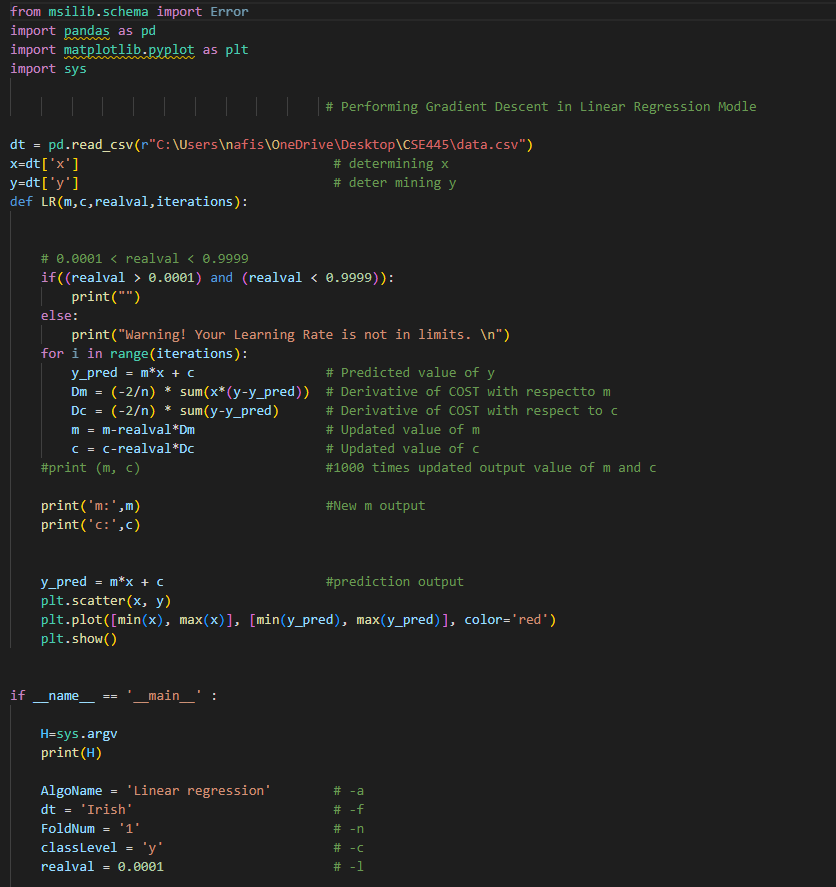 from msilib.schema import Error
import pandas as pd
import matplotlib.pyplot as plt
import sys
# Performing Gradient Descent in Linear Regression Modle
dt = pd.read_csv(r"C:\Users\nafis\OneDrive\Desktop\CSE445\data.csv")
x=dt['x'] # determining x
y=dt['y'] # deter mining y
def LR(m,c,realval,iterations):
# 0.0001 < realval < 0.9999
if((realval > 0.0001) and (realval < 0.9999)):
print("")
else:
print("Warning! Your Learning Rate is not in limits. \n")
for i in range(iterations):
y_pred = m*x + c # Predicted value of y
Dm = (-2/n) * sum(x*(y-y_pred)) # Derivative of COST with respectto m
Dc = (-2/n) * sum(y-y_pred) # Derivative of COST with respect to c
m = m-realval*Dm # Updated value of m
c = c-realval*Dc # Updated value of c
#print (m, c) #1000 times updated output value of m and c
print('m:',m) #New m output
print('c:',c)
y_pred = m*x + c #prediction output
plt.scatter(x, y)
plt.plot([min(x), max(x)], [min(y_pred), max(y_pred)], color='red')
plt.show()
if __name__ == '__main__' :
H=sys.argv
print(H)
AlgoName = 'Linear regression' # -a
dt = 'Irish' # -f
FoldNum = '1' # -n
classLevel = 'y' # -c
realval = 0.0001 # -l